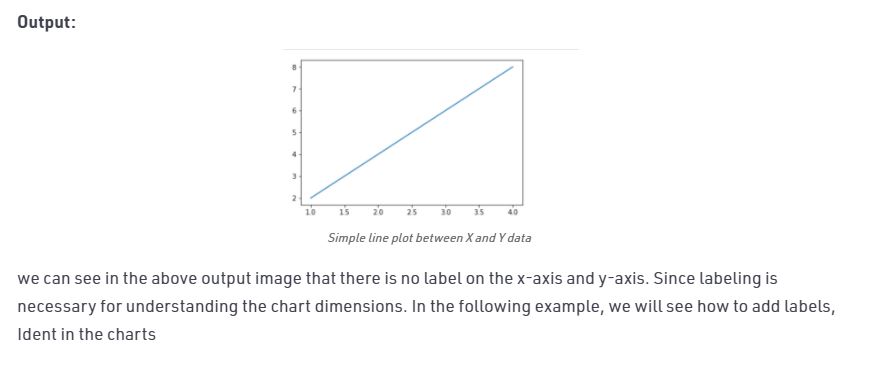 Output:
8
7
6
5
4
3
2
1.0 1.5 2.0 2.5 3.0 3.5 4.0
Simple line plot between X and Y data
we can see in the above output image that there is no label on the x-axis and y-axis. Since labeling is
necessary for understanding the chart dimensions. In the following example, we will see how to add labels,
Ident in the charts